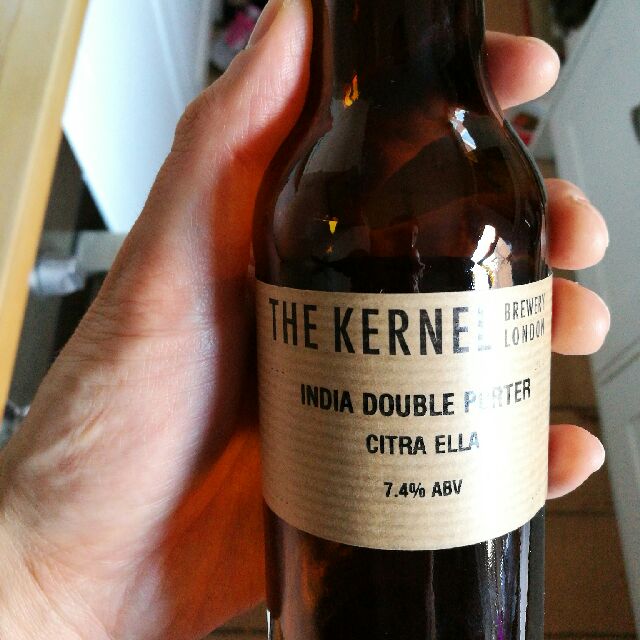 THE KERNEL
BREWERY
LONDON
INDIA DOUBLE PORTER
CITRA ELLA
7.4% ABV